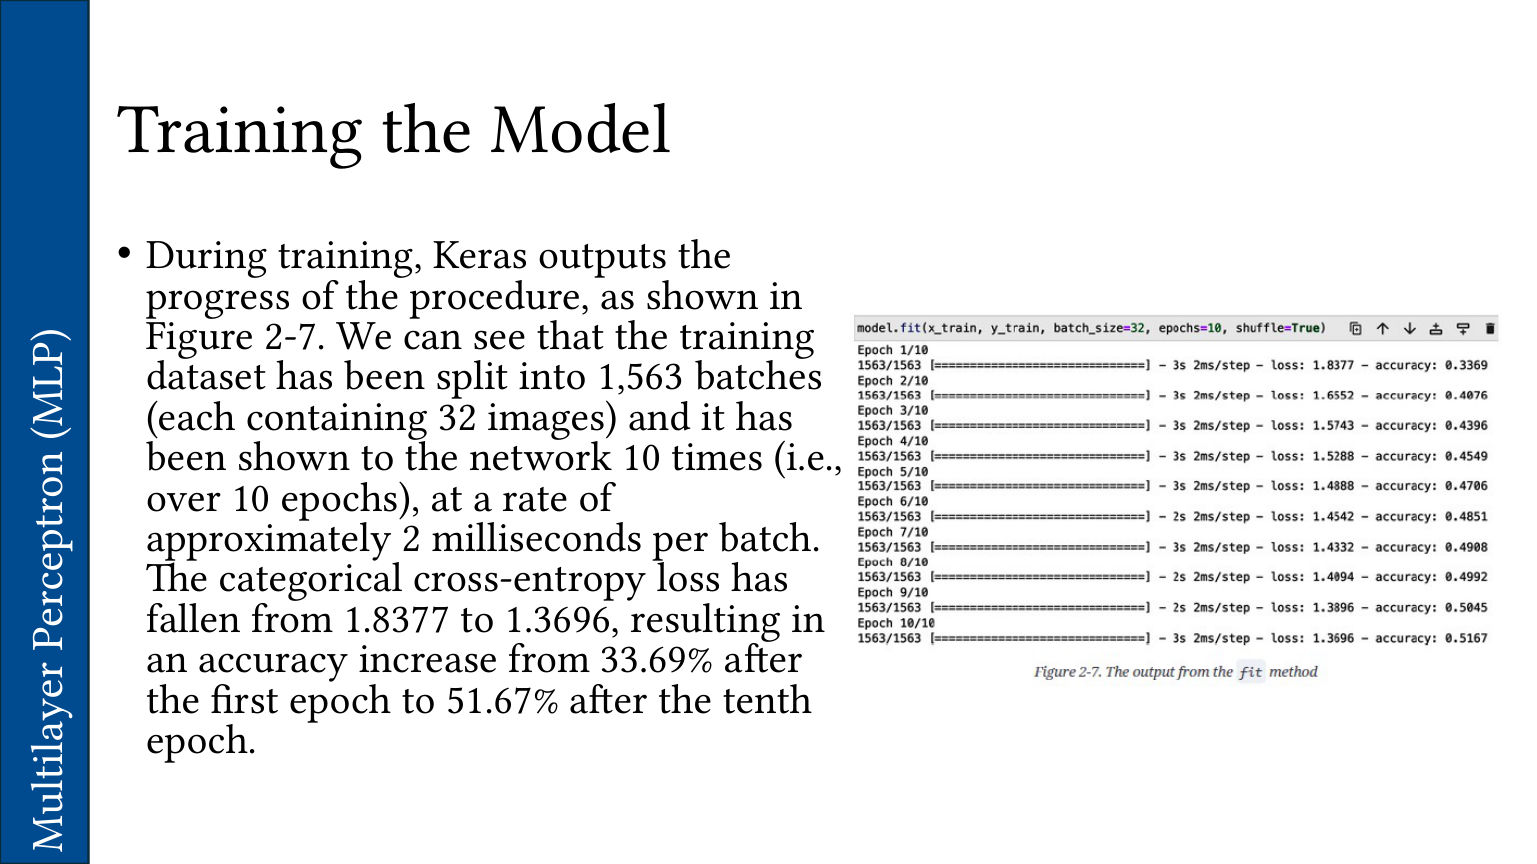 Multilayer Perceptron (MLP)
Training the Model
• During training, Keras outputs the
progress of the procedure, as shown in
Figure 2-7. We can see that the training
dataset has been split into 1,563 batches
(each containing 32 images) and it has
been shown to the network 10 times (i.e.,
over 10 epochs), at a rate of
approximately 2 milliseconds per batch.
The categorical cross-entropy loss has
fallen from 1.8377 to 1.3696, resulting in
an accuracy increase from 33.69% after
the first epoch to 51.67% after the tenth
epoch.
model.fit(x_train, y_train, batch_size=32, epochs=10, shuffle=True)
Epoch 1/10
1563/1563 [==============================] - 3s 2ms/step - loss: 1.8377 - accuracy: 0.3369
Epoch 2/10
1563/1563 [==============================] - 3s 2ms/step - loss: 1.6552 - accuracy: 0.4076
Epoch 3/10
1563/1563 [==============================] - 3s 2ms/step - loss: 1.5743 - accuracy: 0.4396
Epoch 4/10
1563/1563 [==============================] - 3s 2ms/step - loss: 1.5288 - accuracy: 0.4549
Epoch 5/10
1563/1563 [==============================] - 3s 2ms/step - loss: 1.4888 - accuracy: 0.4706
Epoch 6/10
1563/1563 [==============================] - 2s 2ms/step - loss: 1.4542 - accuracy: 0.4851
Epoch 7/10
1563/1563 [==============================] - 3s 2ms/step - loss: 1.4332 - accuracy: 0.4908
Epoch 8/10
1563/1563 [==============================] - 2s 2ms/step - loss: 1.4094 - accuracy: 0.4992
Epoch 9/10
1563/1563 [==============================] - 2s 2ms/step - loss: 1.3896 - accuracy: 0.5045
Epoch 10/10
1563/1563 [==============================] - 3s 2ms/step - loss: 1.3696 - accuracy: 0.5167
Figure 2-7. The output from the fit method